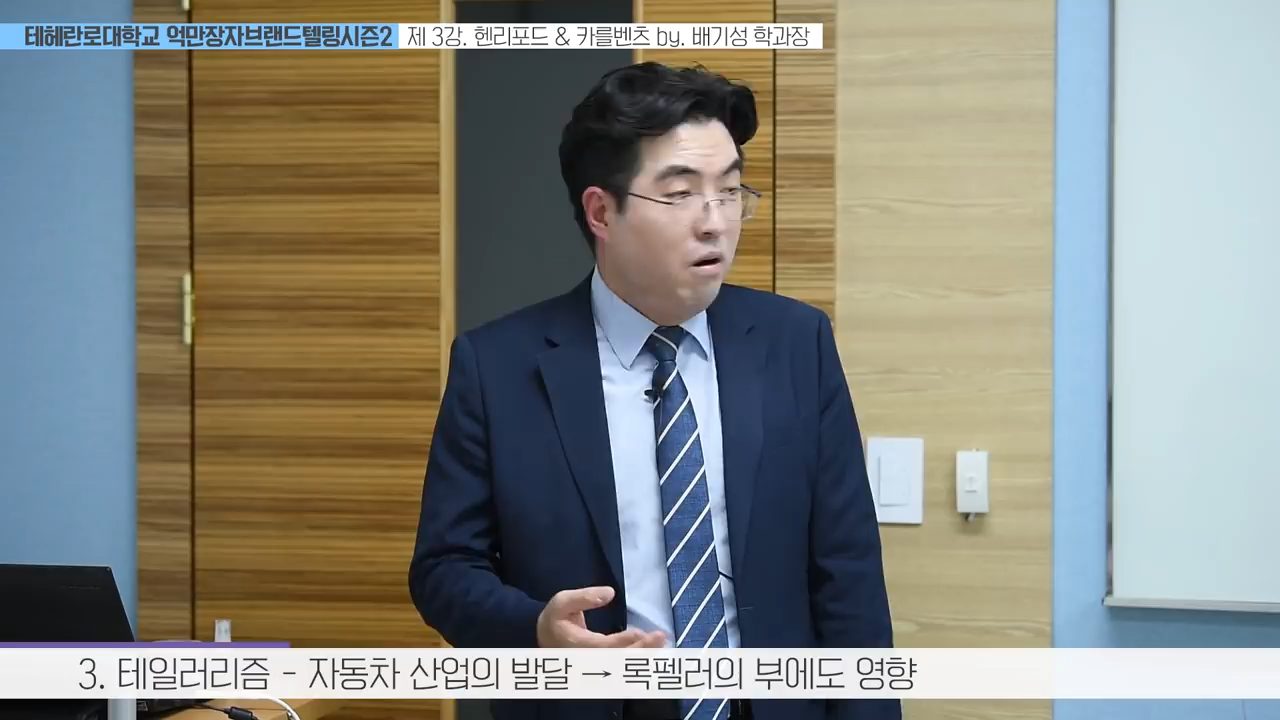 테헤란로대학교 억만장자브랜드텔링시즌2 제 3강. 헨리포드 & 카를벤츠 by. 배기성 학과장
3. 테일러리즘 - 자동차 산업의 발달 → 록펠러의 부에도 영향